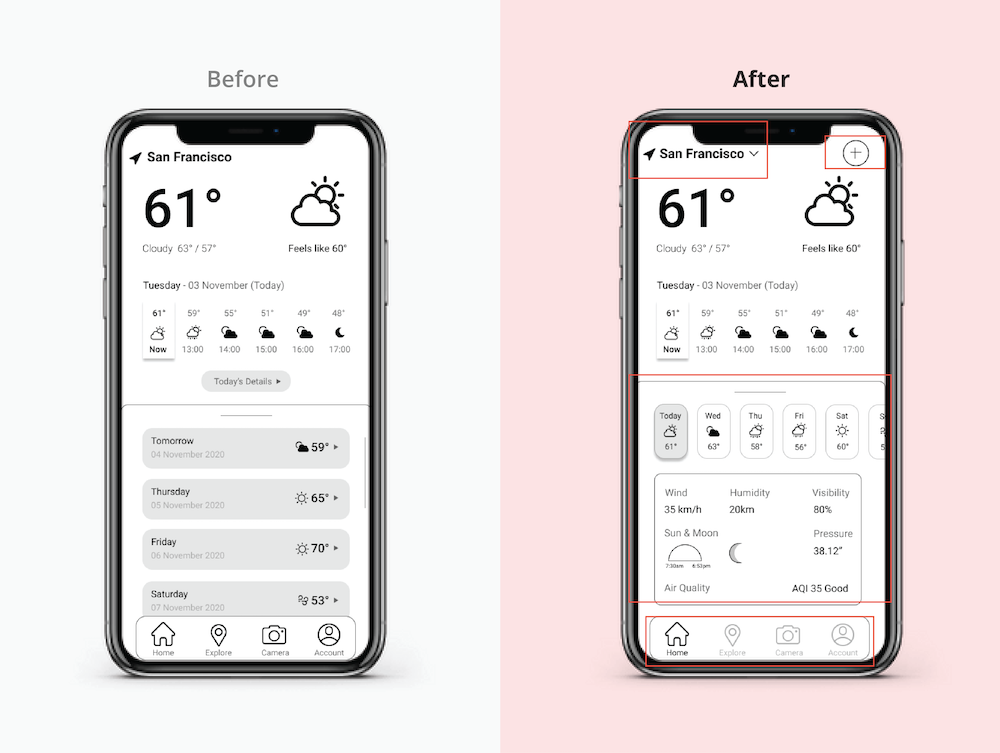 Before
San Francisco
61°
Cloudy 63° / 57°
Feels like 60°
Tuesday - 03 November (Today)
61° 59° 55° 51° 49° 48°
Now 13:00 14:00 15:00 16:00 17:00
Today's Details
Tomorrow
04 November 2020
59°
Thursday
05 November 2020
65°
Friday
06 November 2020
70°
Saturday
07 November 2020
53°
Home Explore Camera Account
After
San Francisco
61°
Cloudy 63° / 57°
Feels like 60°
Tuesday - 03 November (Today)
61° 59° 55° 51° 49° 48°
Now 13:00 14:00 15:00 16:00 17:00
Today Wed Thu Fri Sat S
61° 63° 58° 56° 60° 5
Wind Humidity Visibility
35 km/h 20km 80%
Sun & Moon Pressure
38.12"
7:30am 6:50pm
Air Quality AQI 35 Good
Home Explore Camera Account